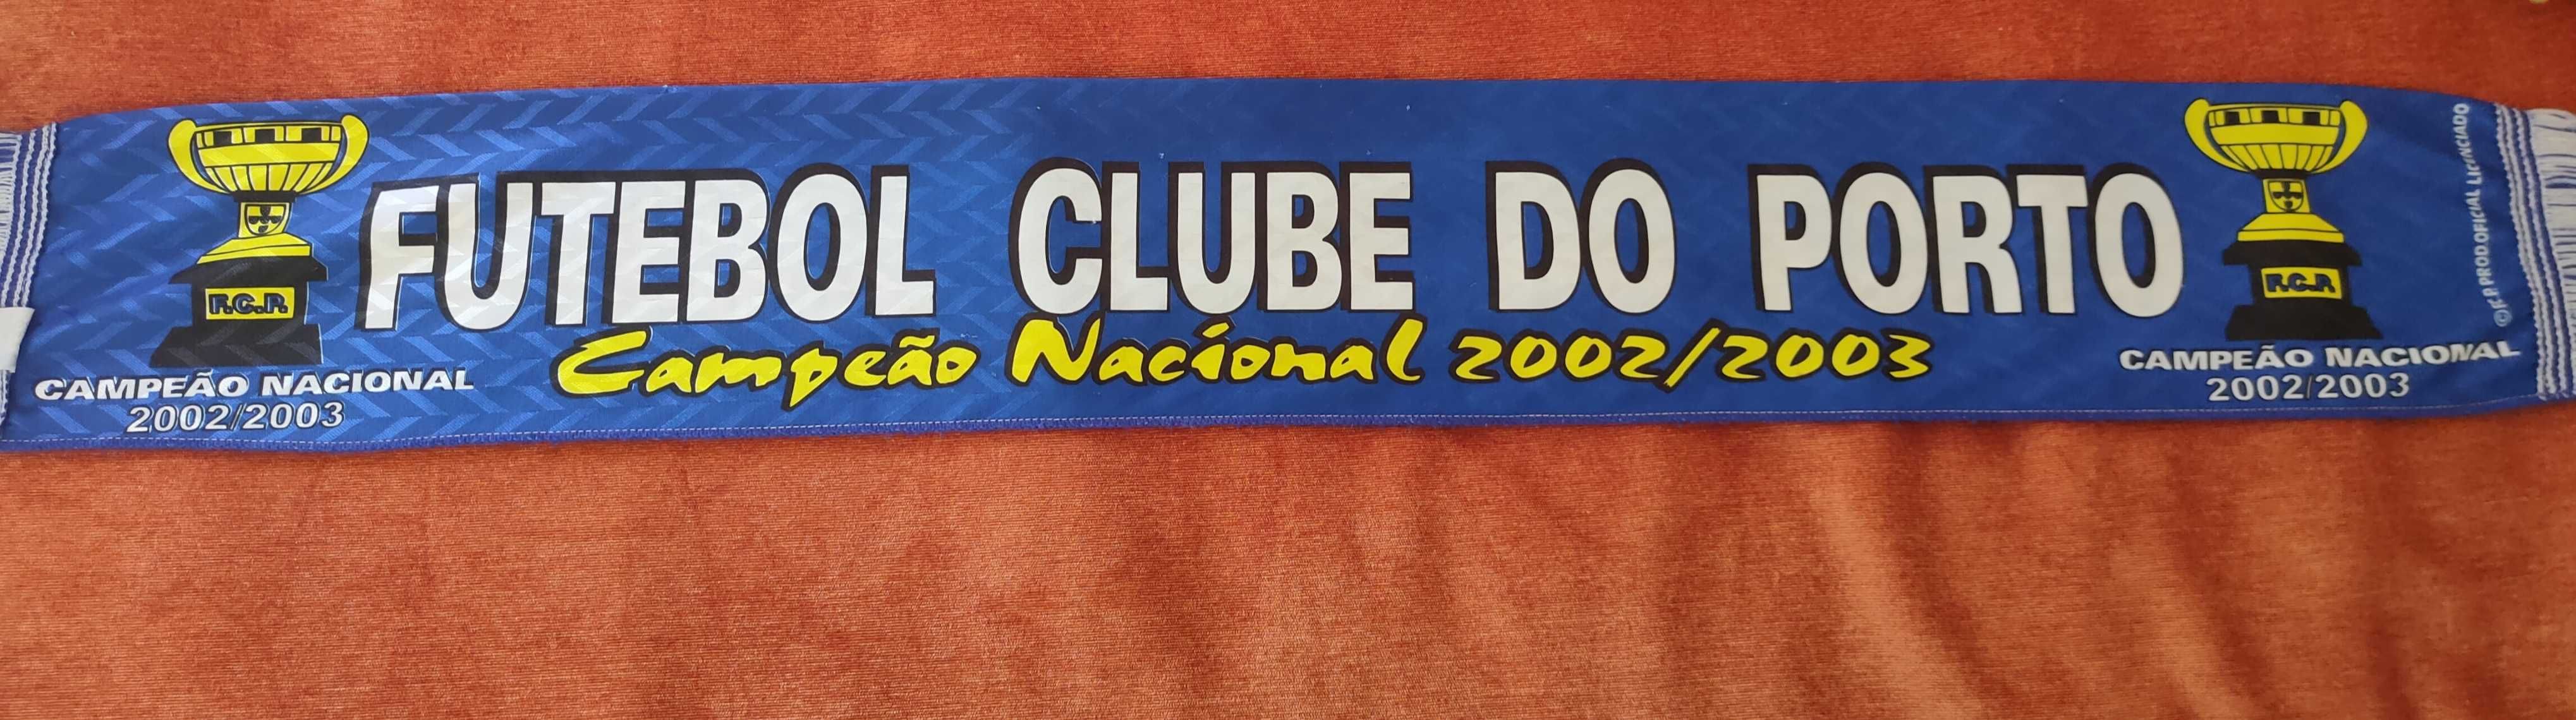 F.C.P.
CAMPEÃO NACIONAL
2002/2003
FUTEBOL CLUBE DO PORTO
Campeão Nacional 2002/2003
F.C.P.
CAMPEÃO NACIONAL
2002/2003
© F.C.P. PROD. OFICIAL LICENCIADO